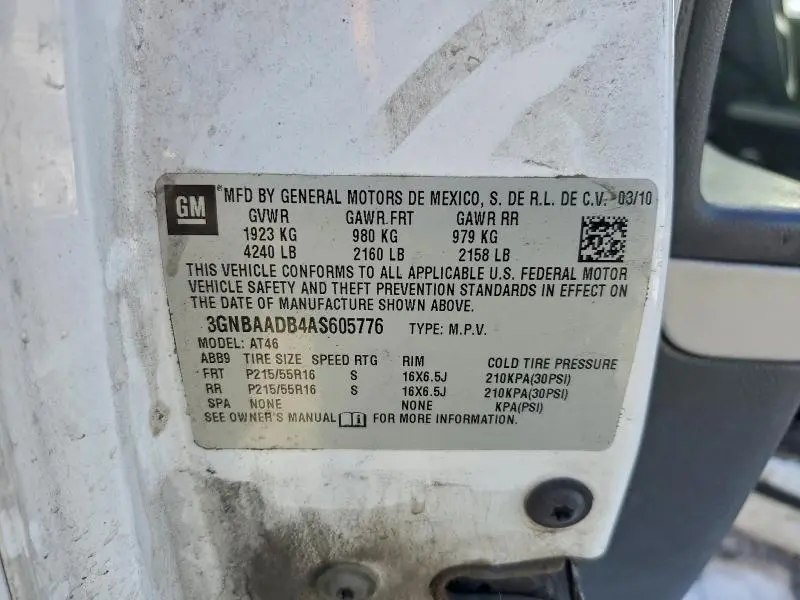 GM ® MFD BY GENERAL MOTORS DE MEXICO, S. DE R.L. DE C.V. 03/10
GVWR GAWR FRT GAWR RR
1923 KG 980 KG 979 KG
4240 LB 2160 LB 2158 LB
THIS VEHICLE CONFORMS TO ALL APPLICABLE U.S. FEDERAL MOTOR
VEHICLE SAFETY AND THEFT PREVENTION STANDARDS IN EFFECT ON
THE DATE OF MANUFACTURE SHOWN ABOVE.
3GNBAADB4AS605776 TYPE: M.P.V.
MODEL: AT46
ABB9 TIRE SIZE SPEED RTG RIM COLD TIRE PRESSURE
FRT P215/55R16 S 16X6.5J 210KPA(30PSI)
RR P215/55R16 S 16X6.5J 210KPA(30PSI)
SPA NONE NONE KPA(PSI)
SEE OWNER'S MANUAL FOR MORE INFORMATION.